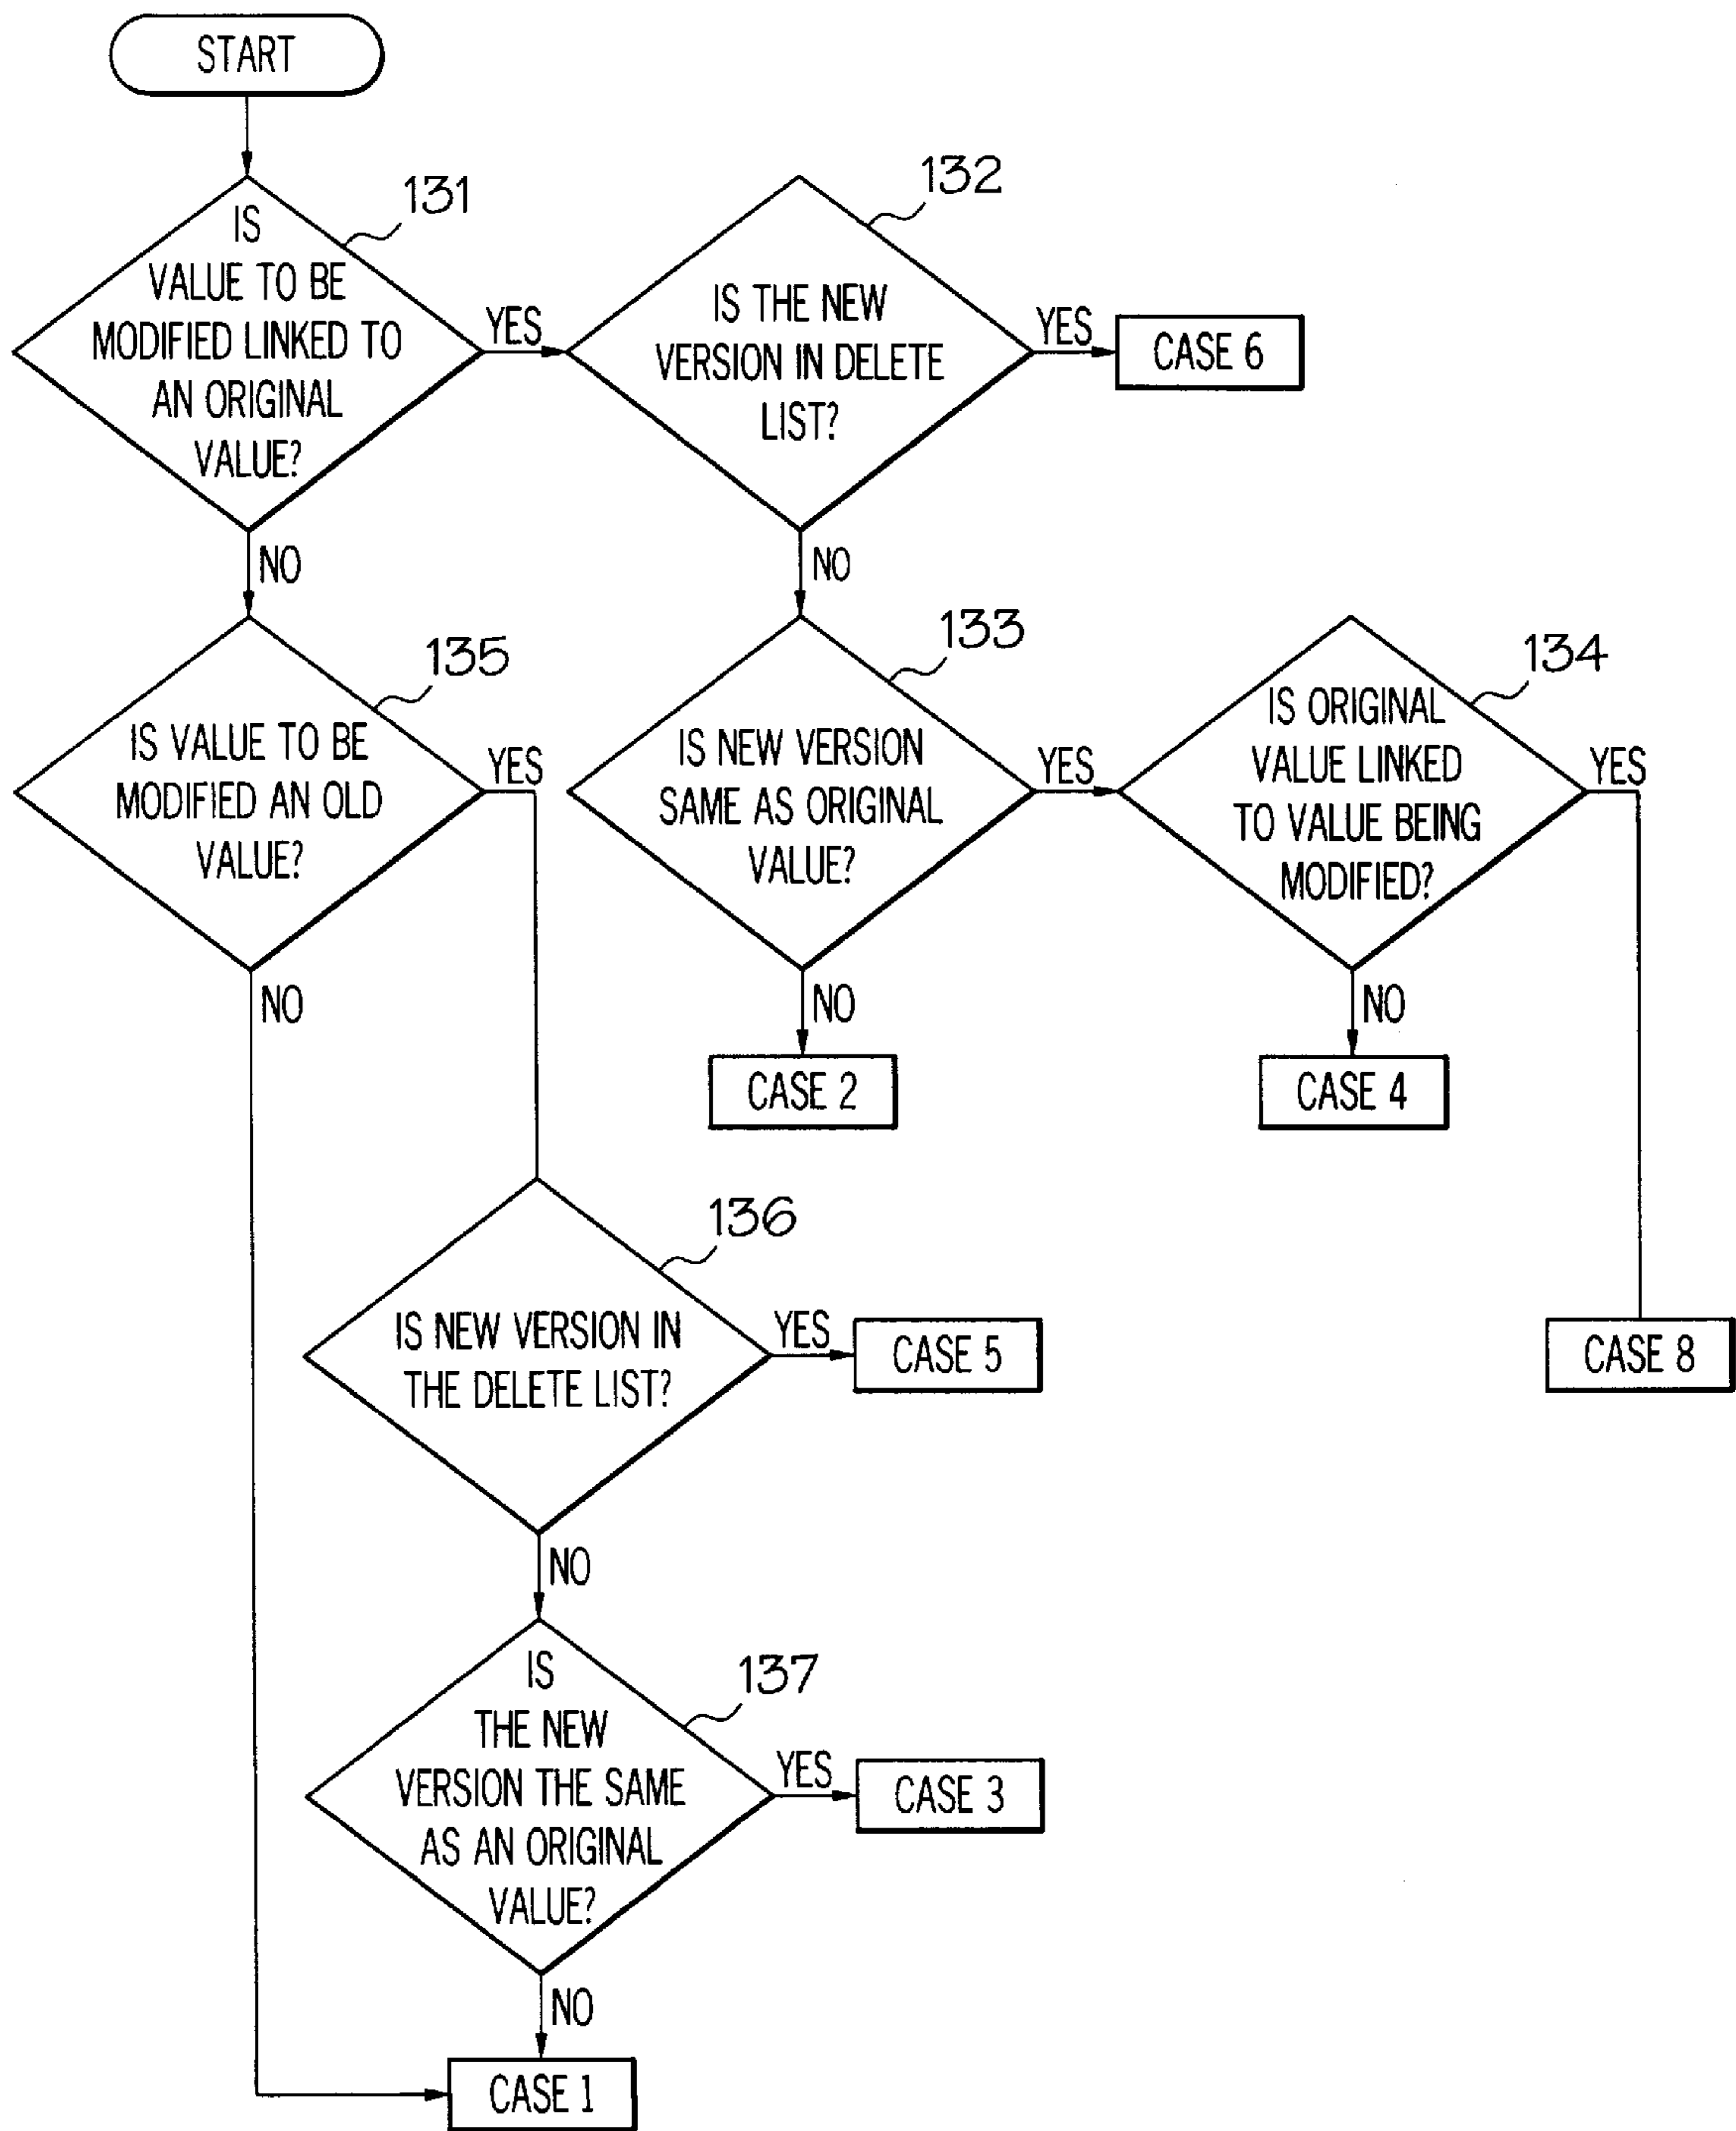 START
131
IS
VALUE TO BE
MODIFIED LINKED TO
AN ORIGINAL
VALUE?
YES
NO
132
IS THE NEW
VERSION IN DELETE
LIST?
YES
CASE 6
NO
135
IS VALUE TO BE
MODIFIED AN OLD
VALUE?
YES
NO
133
IS NEW VERSION
SAME AS ORIGINAL
VALUE?
YES
NO
CASE 2
134
IS ORIGINAL
VALUE LINKED
TO VALUE BEING
MODIFIED?
YES
NO
CASE 4
CASE 8
136
IS NEW VERSION IN
THE DELETE LIST?
YES
CASE 5
NO
137
IS
THE NEW
VERSION THE SAME
AS AN ORIGINAL
VALUE?
YES
CASE 3
NO
CASE 1